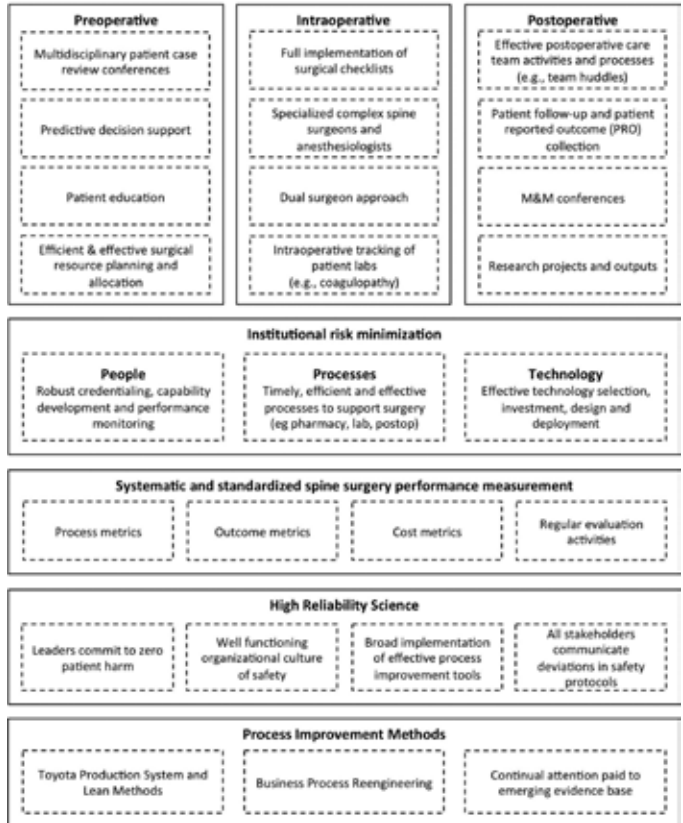 Preoperative
Multidisciplinary patient case
review conferences
Predictive decision support
Patient education
Efficient & effective surgical
resource planning and
allocation
Intraoperative
Full implementation of
surgical checklists
Specialized complex spine
surgeons and
anesthesiologists
Dual surgeon approach
Intraoperative tracking of
patient labs
(e.g., coagulopathy)
Postoperative
Effective postoperative care
team activities and processes
(e.g., team huddles)
Patient follow-up and patient
reported outcome (PRO)
collection
M&M conferences
Research projects and outputs
Institutional risk minimization
People
Robust credentialing, capability
development and performance
monitoring
Processes
Timely, efficient and effective
processes to support surgery
(eg pharmacy, lab, postop)
Technology
Effective technology selection,
investment, design and
deployment
Systematic and standardized spine surgery performance measurement
Process metrics
Outcome metrics
Cost metrics
Regular evaluation
activities
High Reliability Science
Leaders commit to zero
patient harm
Well functioning
organizational culture
of safety
Broad implementation
of effective process
improvement tools
All stakeholders
communicate
deviations in safety
protocols
Process Improvement Methods
Toyota Production System and
Lean Methods
Business Process Reengineering
Continual attention paid to
emerging evidence base